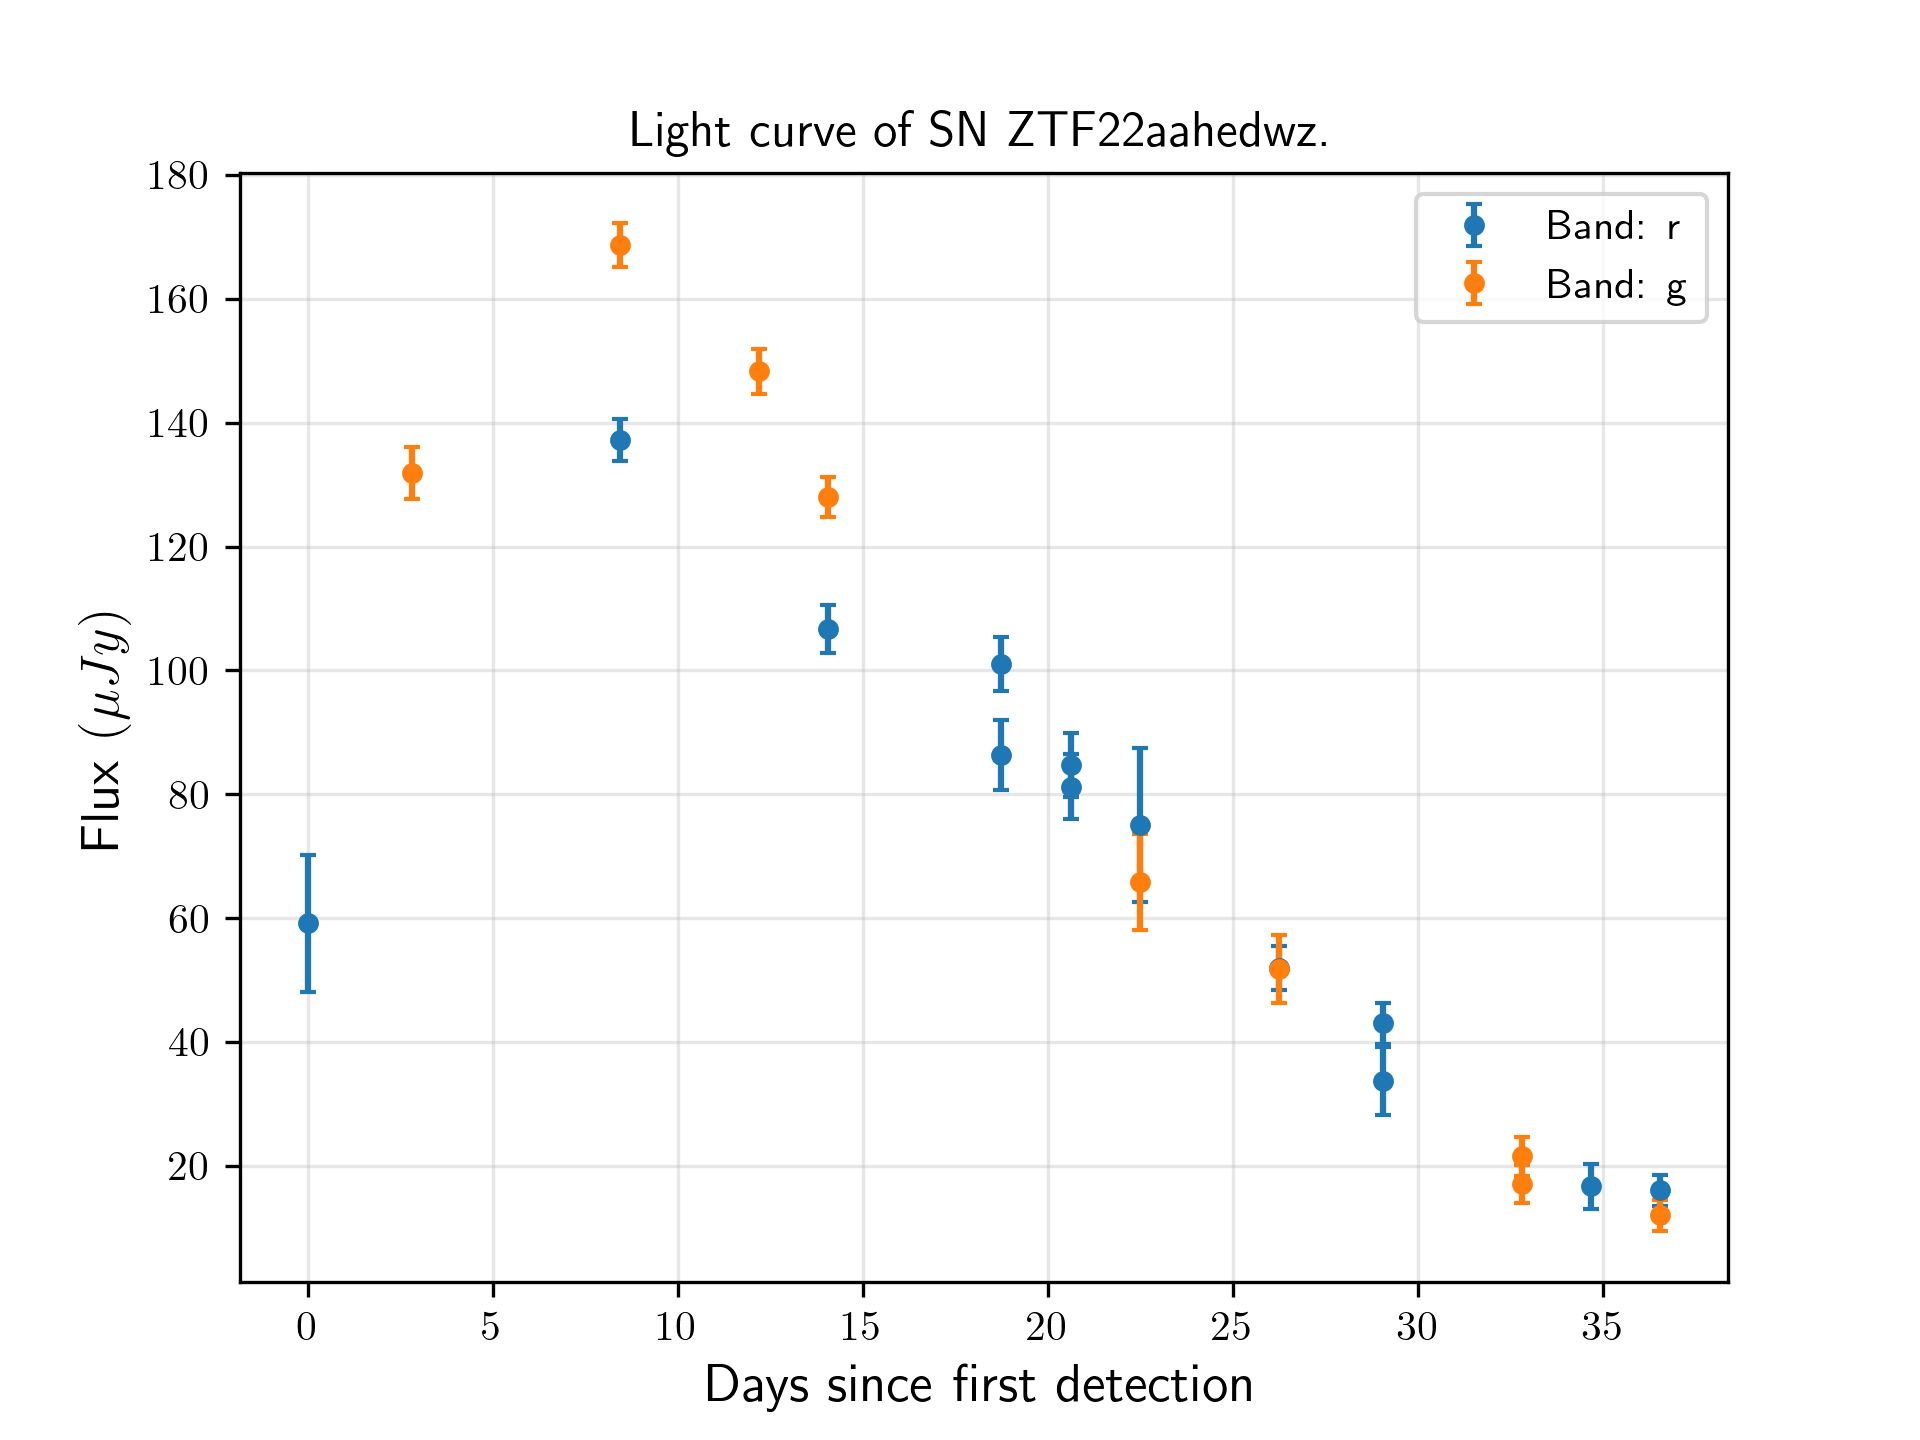 Light curve of SN ZTF22aahedwz.
180
160
140
120
100
80
60
40
20
Flux (μJy)
Band: r
Band: g
0 5 10 15 20 25 30 35
Days since first detection